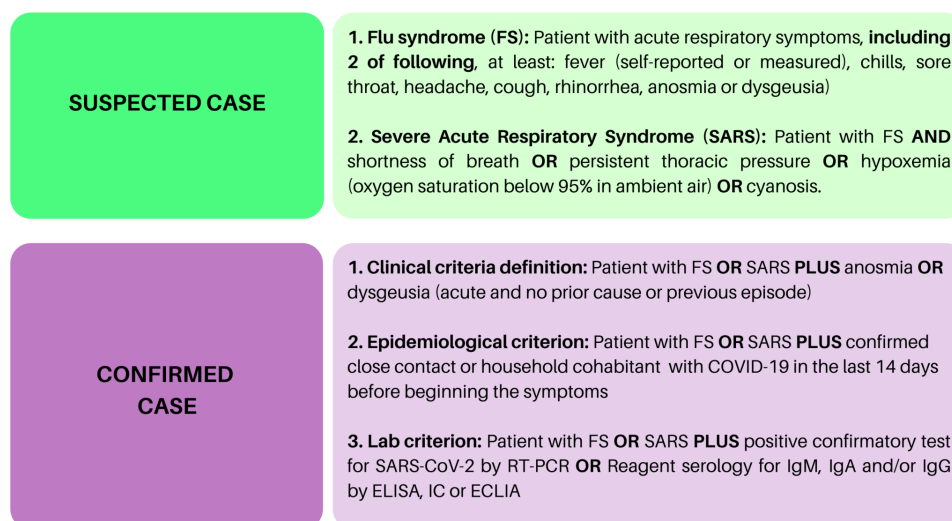 SUSPECTED CASE
1. Flu syndrome (FS): Patient with acute respiratory symptoms, including
2 of following, at least: fever (self-reported or measured), chills, sore
throat, headache, cough, rhinorrhea, anosmia or dysgeusia)
2. Severe Acute Respiratory Syndrome (SARS): Patient with FS AND
shortness of breath OR persistent thoracic pressure OR hypoxemia
(oxygen saturation below 95% in ambient air) OR cyanosis.
CONFIRMED
CASE
1. Clinical criteria definition: Patient with FS OR SARS PLUS anosmia OR
dysgeusia (acute and no prior cause or previous episode)
2. Epidemiological criterion: Patient with FS OR SARS PLUS confirmed
close contact or household cohabitant with COVID-19 in the last 14 days
before beginning the symptoms
3. Lab criterion: Patient with FS OR SARS PLUS positive confirmatory test
for SARS-CoV-2 by RT-PCR OR Reagent serology for IgM, IgA and/or IgG
by ELISA, IC or ECLIA